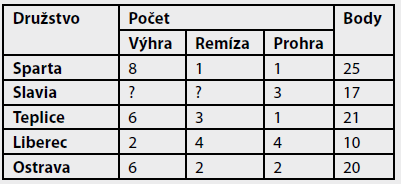 Družstvo Počet Body
Výhra Remíza Prohra
Sparta 8 1 1 25
Slavia ? ? 3 17
Teplice 6 3 1 21
Liberec 2 4 4 10
Ostrava 6 2 2 20